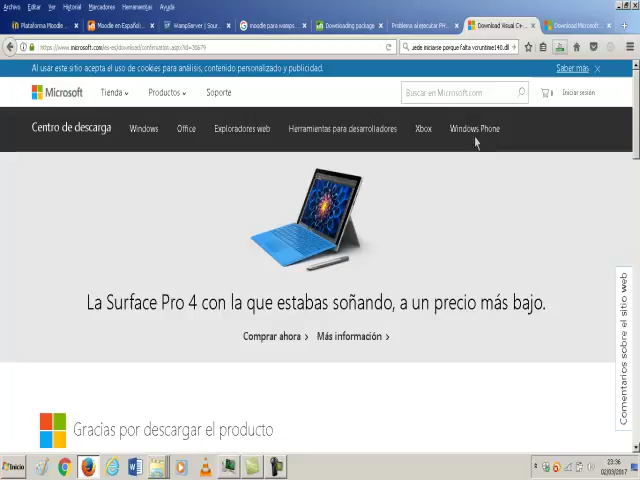 Archivo Editar Ver Historial Marcadores Herramientas Ayuda
Plataforma Moodle ...
Moodle en Español: ...
WampServer | Sour...
moodle para wamps...
Downloading package
Problema al ejecutar PH...
Download Visual C+...
Download Microsoft...
https://www.microsoft.com/es-es/download/confirmation.aspx?id=30679
.uede iniciarse porque falta vcruntime140.dll
Al usar este sitio acepta el uso de cookies para análisis, contenido personalizado y publicidad.
Saber más
Microsoft
Tienda
Productos
Soporte
Buscar en Microsoft.com
0
Iniciar sesión
Centro de descarga
Windows
Office
Exploradores web
Herramientas para desarrolladores
Xbox
Windows Phone
La Surface Pro 4 con la que estabas soñando, a un precio más bajo.
Comprar ahora
Más información
Comentarios sobre el sitio web
Gracias por descargar el producto
Inicio
23:36
02/03/2017